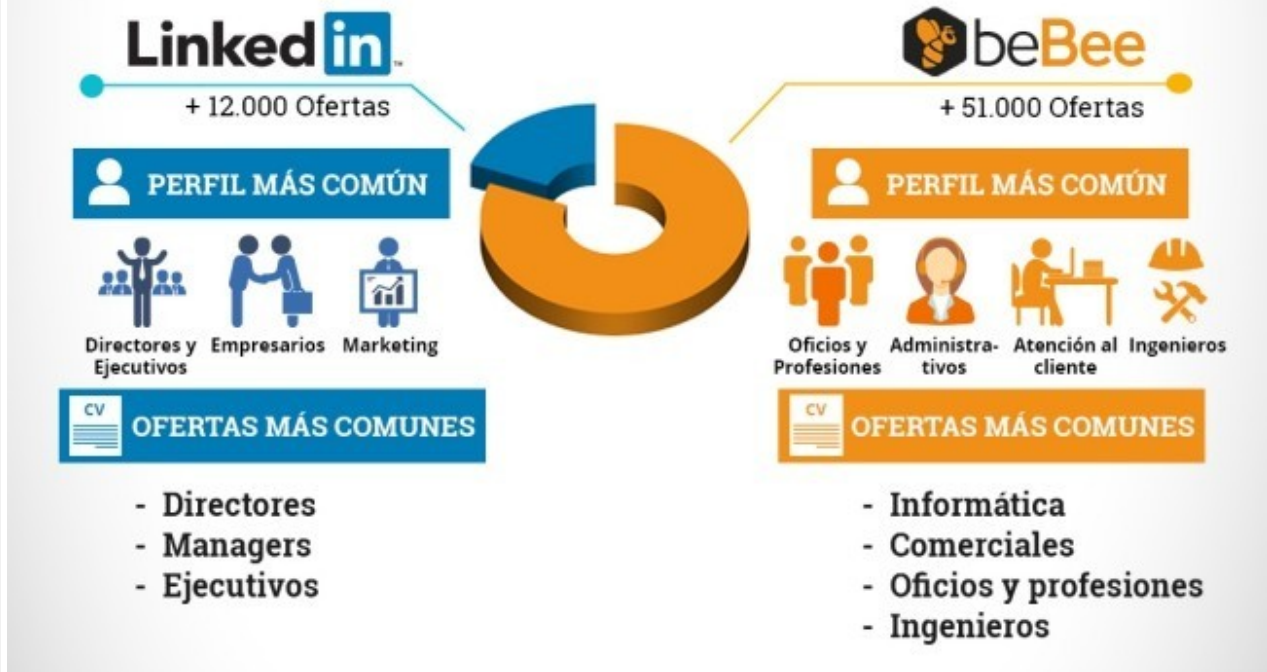 Linked in™
+ 12.000 Ofertas
PERFIL MÁS COMÚN
Directores y
Ejecutivos
Empresarios
Marketing
CV
OFERTAS MÁS COMUNES
- Directores
- Managers
- Ejecutivos
beBee
+ 51.000 Ofertas
PERFIL MÁS COMÚN
Oficios y
Profesiones
Administra-
tivos
Atención al
cliente
Ingenieros
CV
OFERTAS MÁS COMUNES
- Informática
- Comerciales
- Oficios y profesiones
- Ingenieros